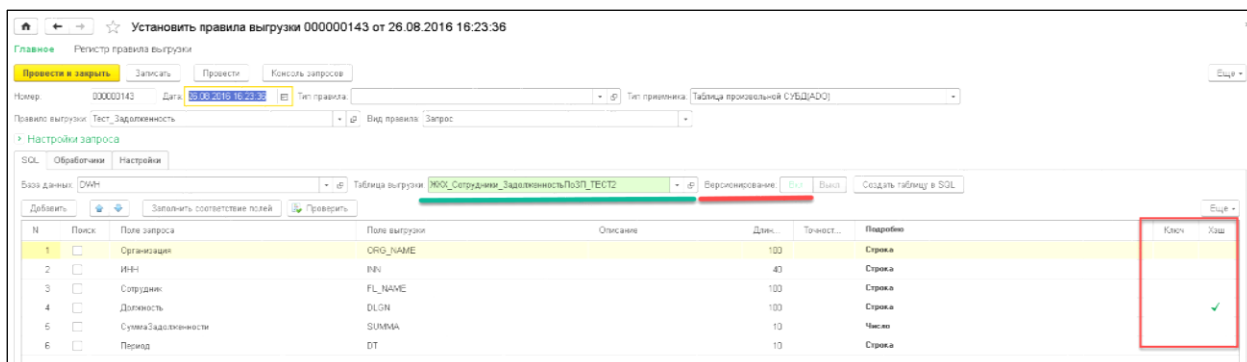 Установить правила выгрузки 000000143 от 26.08.2016 16:23:36
Главное Регистр правила выгрузки
Провести и закрыть Записать Провести Консоль запросов Еще
Номер: 000000143 Дата: 26.08.2016 16:23:36 Тип правила: Тип приемника: Таблица произвольной СУБД(ADO)
Правило выгрузки: Тест_Задолженность Вид правила: Запрос
Настройки запроса
SQL Обработчики Настройки
База данных: DWH Таблица выгрузки: ЖКХ_Сотрудники_ЗадолженностьПоЗП_ТЕСТ2 Версионирование: Вкл Выкл Создать таблицу в SQL
Добавить Заполнить соответствие полей Проверить Еще
N Поиск Поле запроса Поле выгрузки Описание Длин... Точност... Подробно Ключ Хэш
1 Организация ORG_NAME 100 Строка
2 ИНН INN 40 Строка
3 Сотрудник FL_NAME 100 Строка
4 Должность DLGN 100 Строка
5 СуммаЗадолженности SUMMA 10 Число
6 Период DT 10 Строка